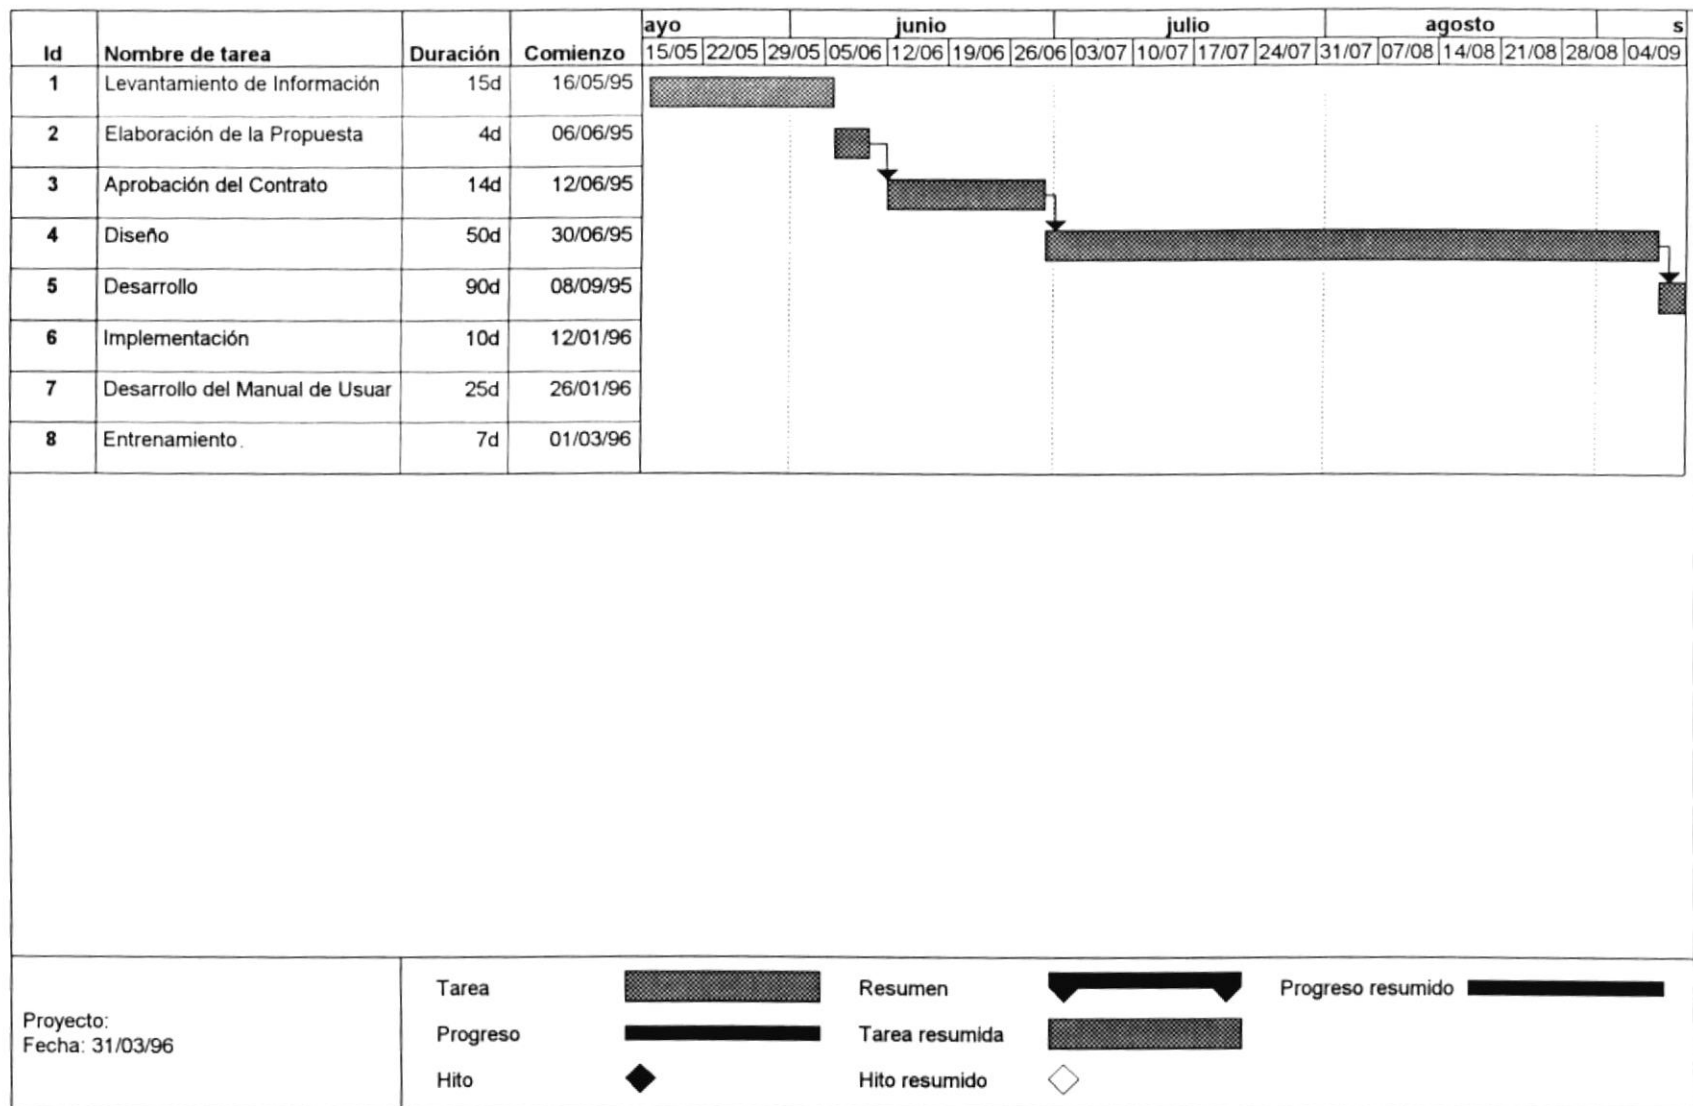 ayo junio julio agosto s
Id Nombre de tarea Duración Comienzo 15/05 22/05 29/05 05/06 12/06 19/06 26/06 03/07 10/07 17/07 24/07 31/07 07/08 14/08 21/08 28/08 04/09
1 Levantamiento de Información 15d 16/05/95
2 Elaboración de la Propuesta 4d 06/06/95
3 Aprobación del Contrato 14d 12/06/95
4 Diseño 50d 30/06/95
5 Desarrollo 90d 08/09/95
6 Implementación 10d 12/01/96
7 Desarrollo del Manual de Usuar 25d 26/01/96
8 Entrenamiento. 7d 01/03/96
Proyecto:
Fecha: 31/03/96
Tarea Resumen Progreso resumido
Progreso Tarea resumida
Hito Hito resumido